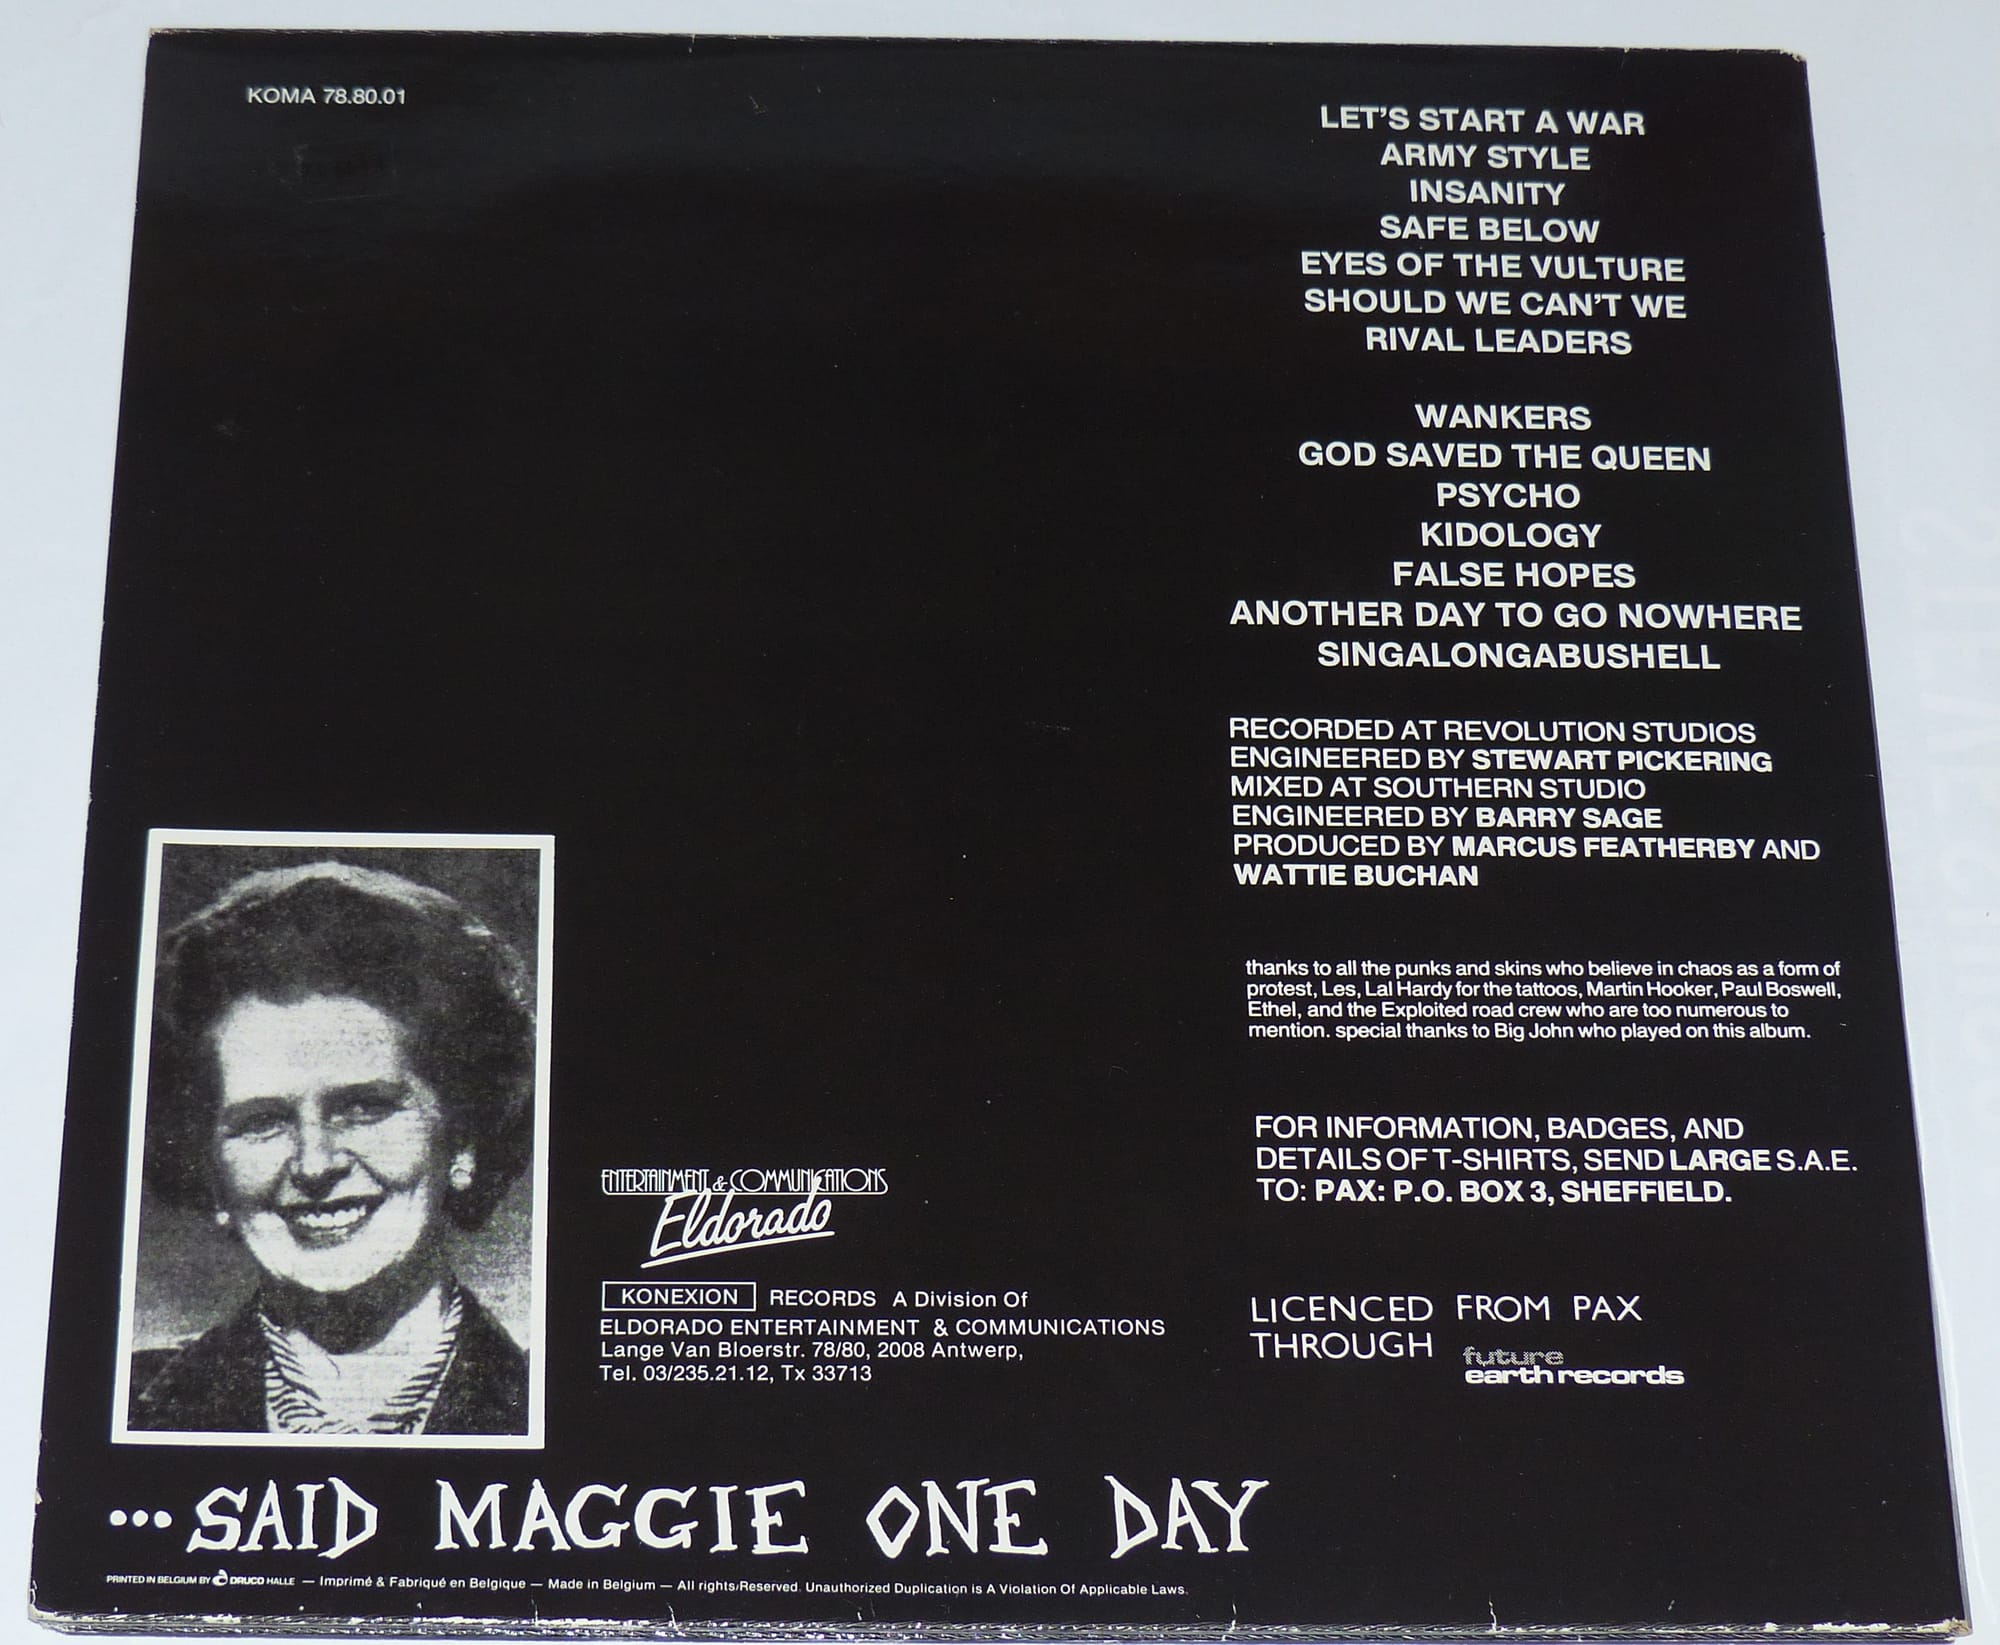 KOMA 78.80.01
LET'S START A WAR
ARMY STYLE
INSANITY
SAFE BELOW
EYES OF THE VULTURE
SHOULD WE CAN'T WE
RIVAL LEADERS
WANKERS
GOD SAVED THE QUEEN
PSYCHO
KIDOLOGY
FALSE HOPES
ANOTHER DAY TO GO NOWHERE
SINGALONGABUSHELL
RECORDED AT REVOLUTION STUDIOS
ENGINEERED BY STEWART PICKERING
MIXED AT SOUTHERN STUDIO
ENGINEERED BY BARRY SAGE
PRODUCED BY MARCUS FEATHERBY AND
WATTIE BUCHAN
thanks to all the punks and skins who believe in chaos as a form of
protest, Les, Lal Hardy for the tattoos, Martin Hooker, Paul Boswell,
Ethel, and the Exploited road crew who are too numerous to
mention. special thanks to Big John who played on this album.
FOR INFORMATION, BADGES, AND
DETAILS OF T-SHIRTS, SEND LARGE S.A.E.
TO: PAX: P.O. BOX 3, SHEFFIELD.
LICENCED FROM PAX
THROUGH future
earth records
ENTERTAINMENT & COMMUNICATIONS
Eldorado
KONEXION RECORDS A Division Of
ELDORADO ENTERTAINMENT & COMMUNICATIONS
Lange Van Bloerstr. 78/80, 2008 Antwerp,
Tel. 03/235.21.12, Tx 33713
...SAID MAGGIE ONE DAY
PRINTED IN BELGIUM BY DRUCO HALLE — Imprimé & Fabriqué en Belgique — Made in Belgium — All rights Reserved. Unauthorized Duplication is A Violation Of Applicable Laws.